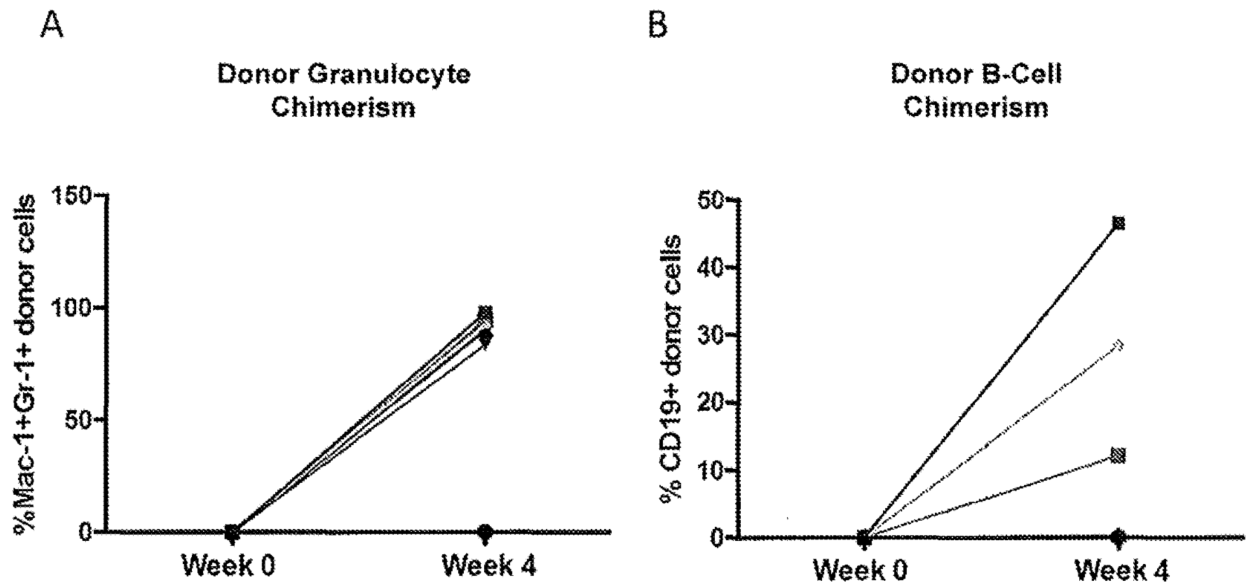 A
Donor Granulocyte
Chimerism
%Mac-1+Gr-1+ donor cells
150
100
50
0
Week 0
Week 4
B
Donor B-Cell
Chimerism
% CD19+ donor cells
50
40
30
20
10
0
Week 0
Week 4